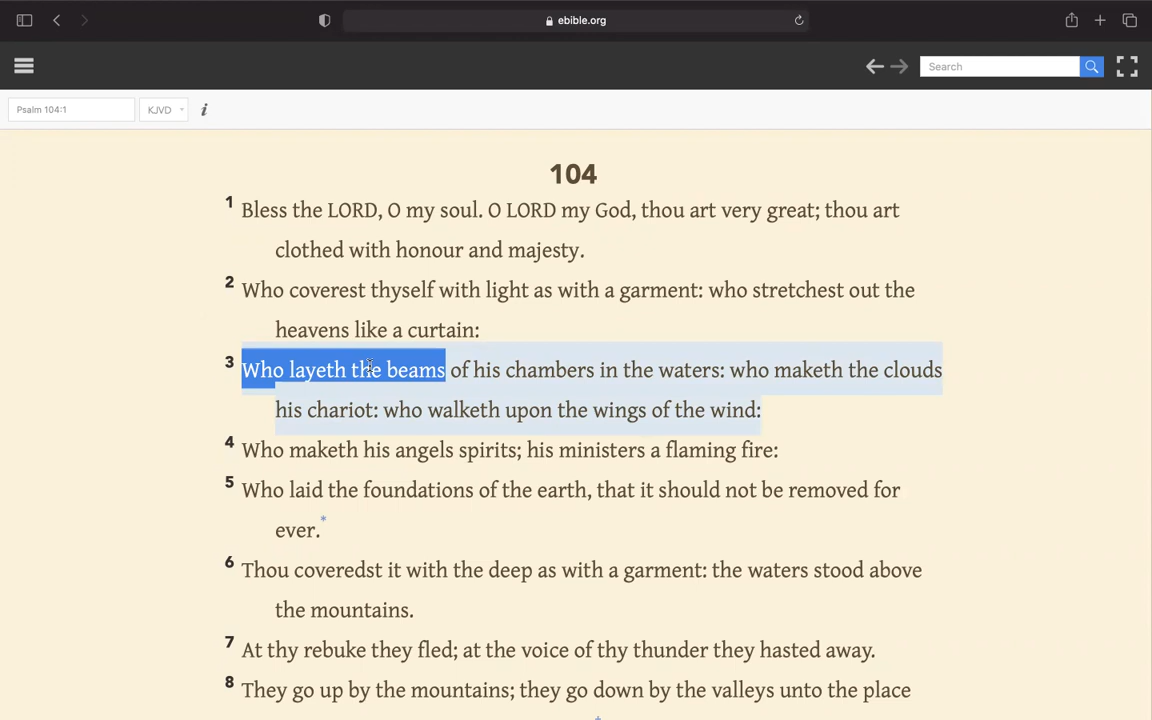 ebible.org
Search
Psalm 104:1
KJVD
i
104
1 Bless the LORD, O my soul. O LORD my God, thou art very great; thou art
clothed with honour and majesty.
2 Who coverest thyself with light as with a garment: who stretchest out the
heavens like a curtain:
3 Who layeth the beams of his chambers in the waters: who maketh the clouds
his chariot: who walketh upon the wings of the wind:
4 Who maketh his angels spirits; his ministers a flaming fire:
5 Who laid the foundations of the earth, that it should not be removed for
ever.*
6 Thou coveredst it with the deep as with a garment: the waters stood above
the mountains.
7 At thy rebuke they fled; at the voice of thy thunder they hasted away.
8 They go up by the mountains; they go down by the valleys unto the place